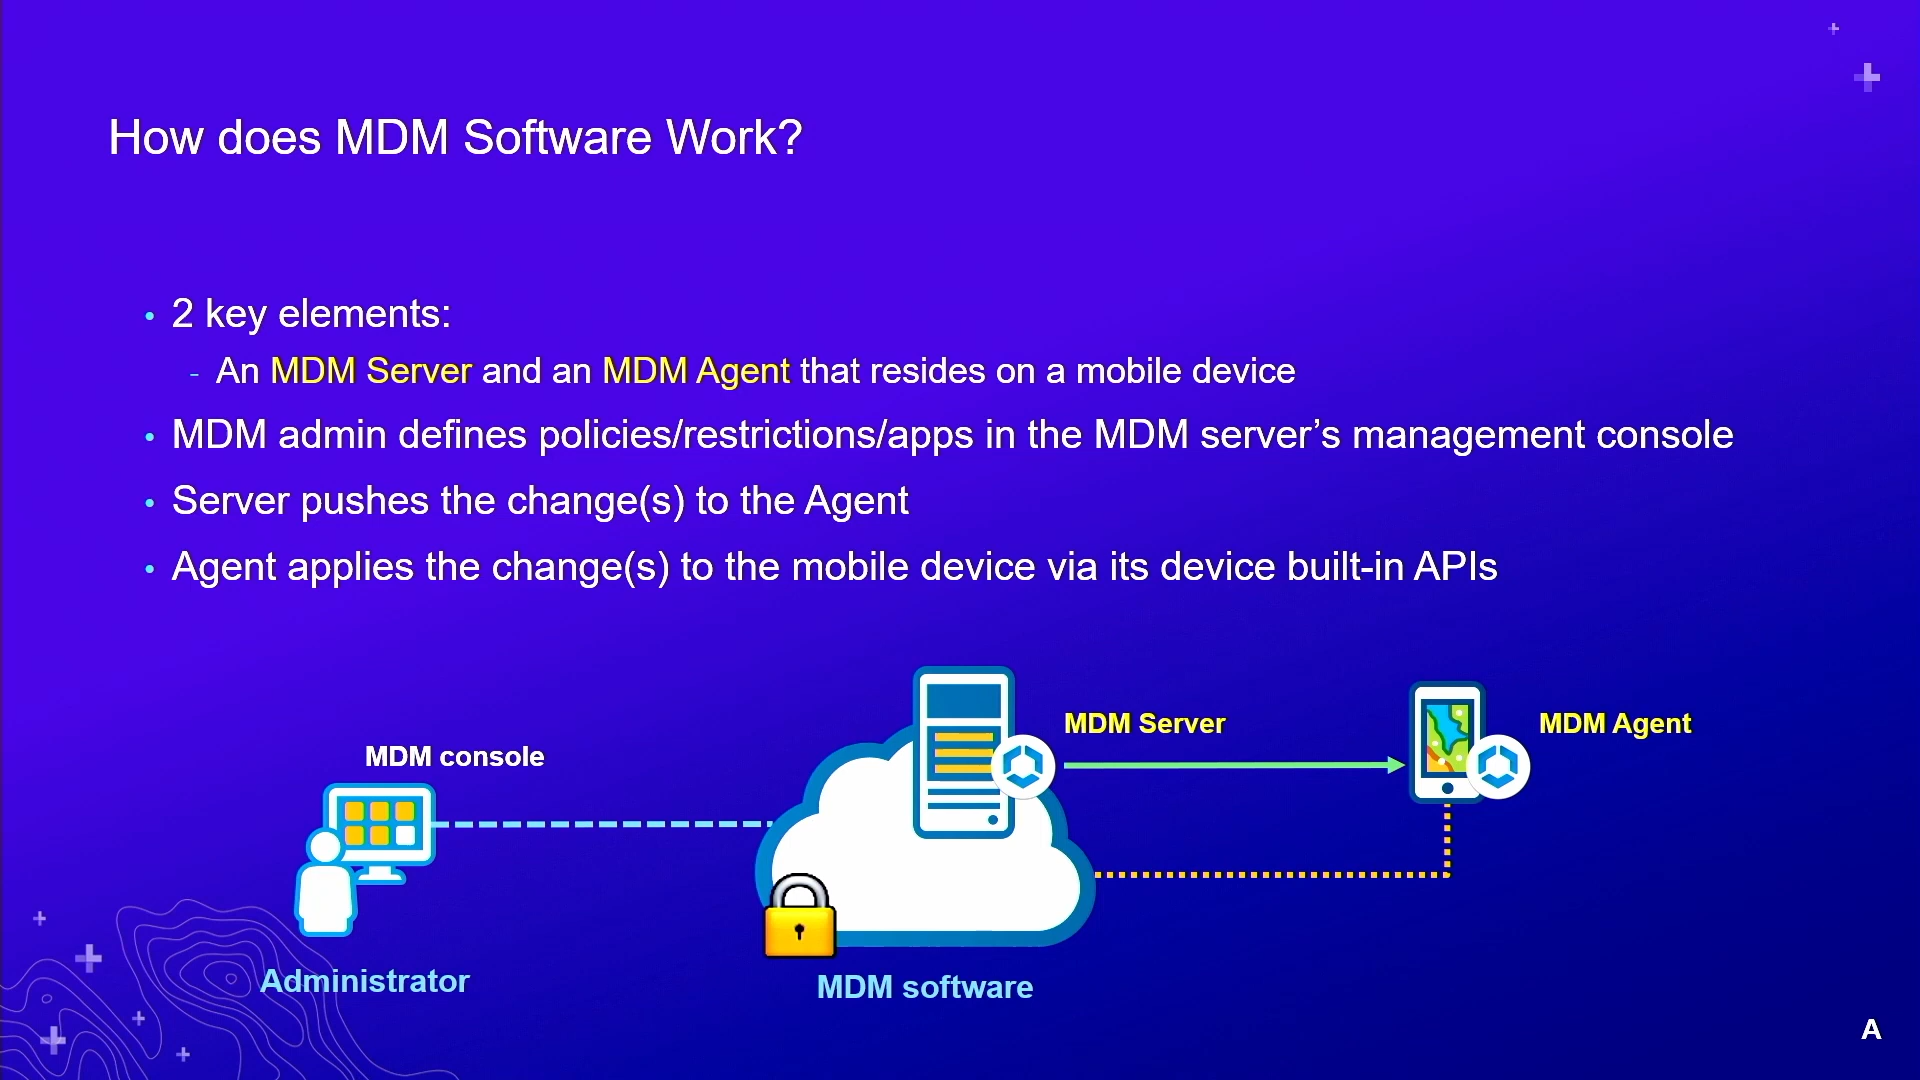 How does MDM Software Work?
• 2 key elements:
- An MDM Server and an MDM Agent that resides on a mobile device
• MDM admin defines policies/restrictions/apps in the MDM server’s management console
• Server pushes the change(s) to the Agent
• Agent applies the change(s) to the mobile device via its device built-in APIs
MDM Server
MDM Agent
MDM console
Administrator
MDM software
A